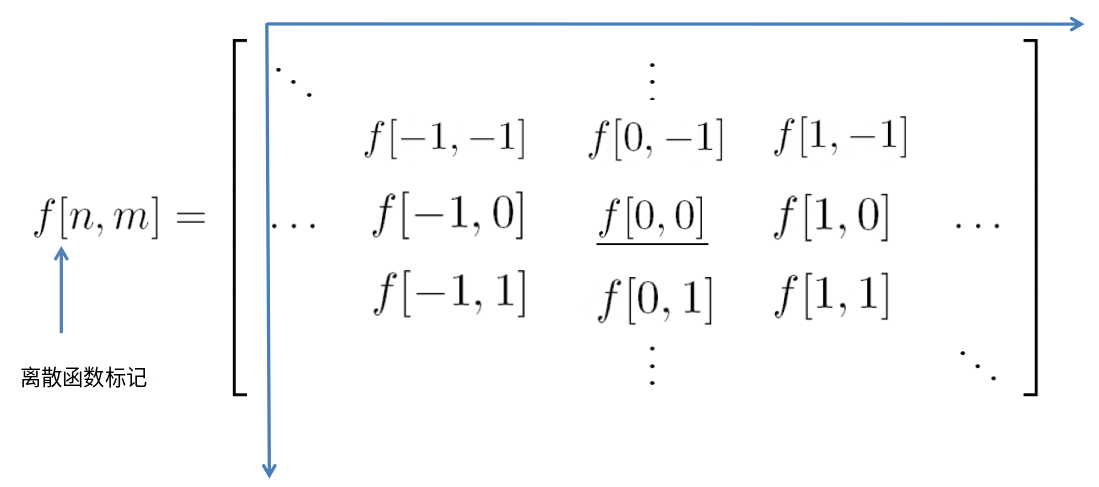 ⋱ ⋮
f[−1, −1] f[0, −1] f[1, −1]
f[n, m] = … f[−1, 0] f[0, 0] f[1, 0] …
f[−1, 1] f[0, 1] f[1, 1]
⋮ ⋱
离散函数标记